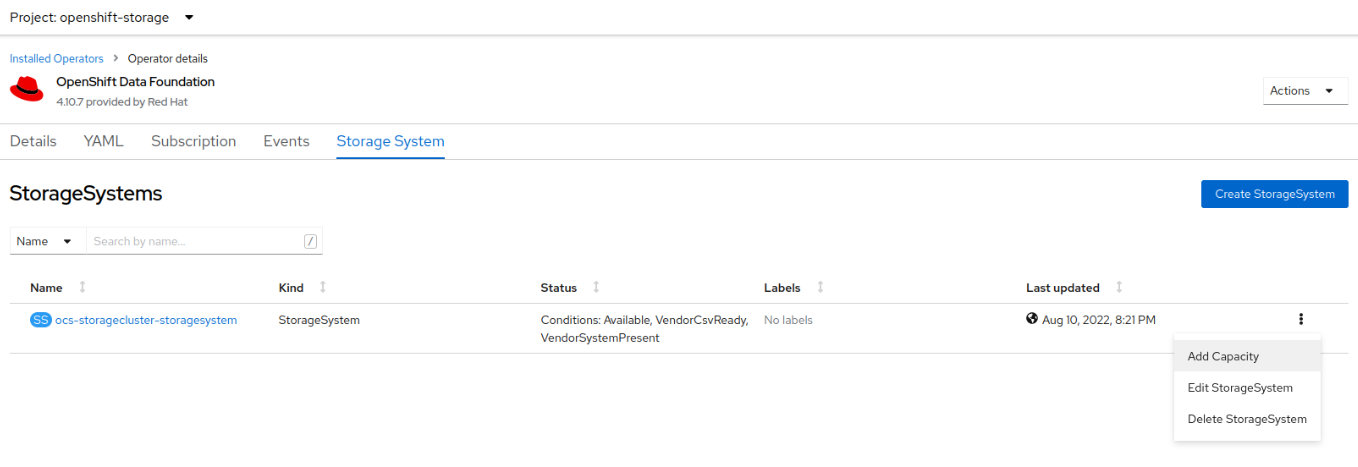 Project: openshift-storage
Installed Operators > Operator details
OpenShift Data Foundation
4.10.7 provided by Red Hat
Actions
Details YAML Subscription Events Storage System
StorageSystems
Create StorageSystem
Name Search by name... /
Name Kind Status Labels Last updated
SS ocs-storagecluster-storagesystem StorageSystem Conditions: Available, VendorCsvReady, No labels Aug 10, 2022, 8:21 PM
VendorSystemPresent
Add Capacity
Edit StorageSystem
Delete StorageSystem